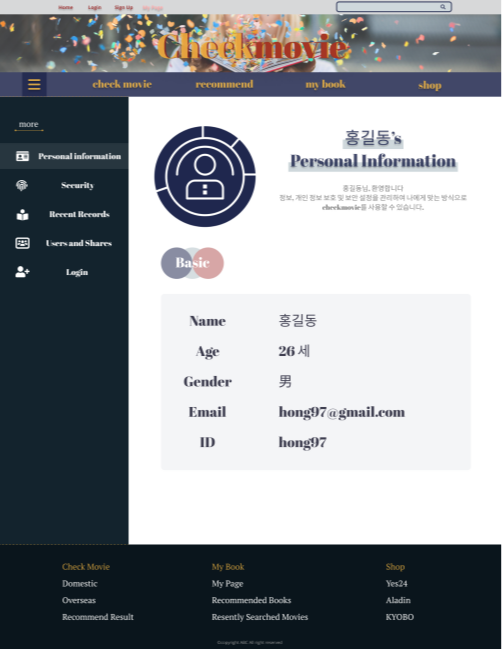 Home Login Sign Up My Page
Checkmovie
check movie recommend my book shop
more
Personal information
Security
Recent Records
Users and Shares
Login
홍길동's
Personal Information
홍길동님, 환영합니다
정보, 개인 정보 보호 및 보안 설정을 관리하여 나에게 맞는 방식으로
checkmovie를 사용할 수 있습니다.
Basic
Name 홍길동
Age 26 세
Gender 男
Email hong97@gmail.com
ID hong97
Check Movie My Book Shop
Domestic My Page Yes24
Overseas Recommended Books Aladin
Recommend Result Resently Searched Movies KYOBO
All right reserved